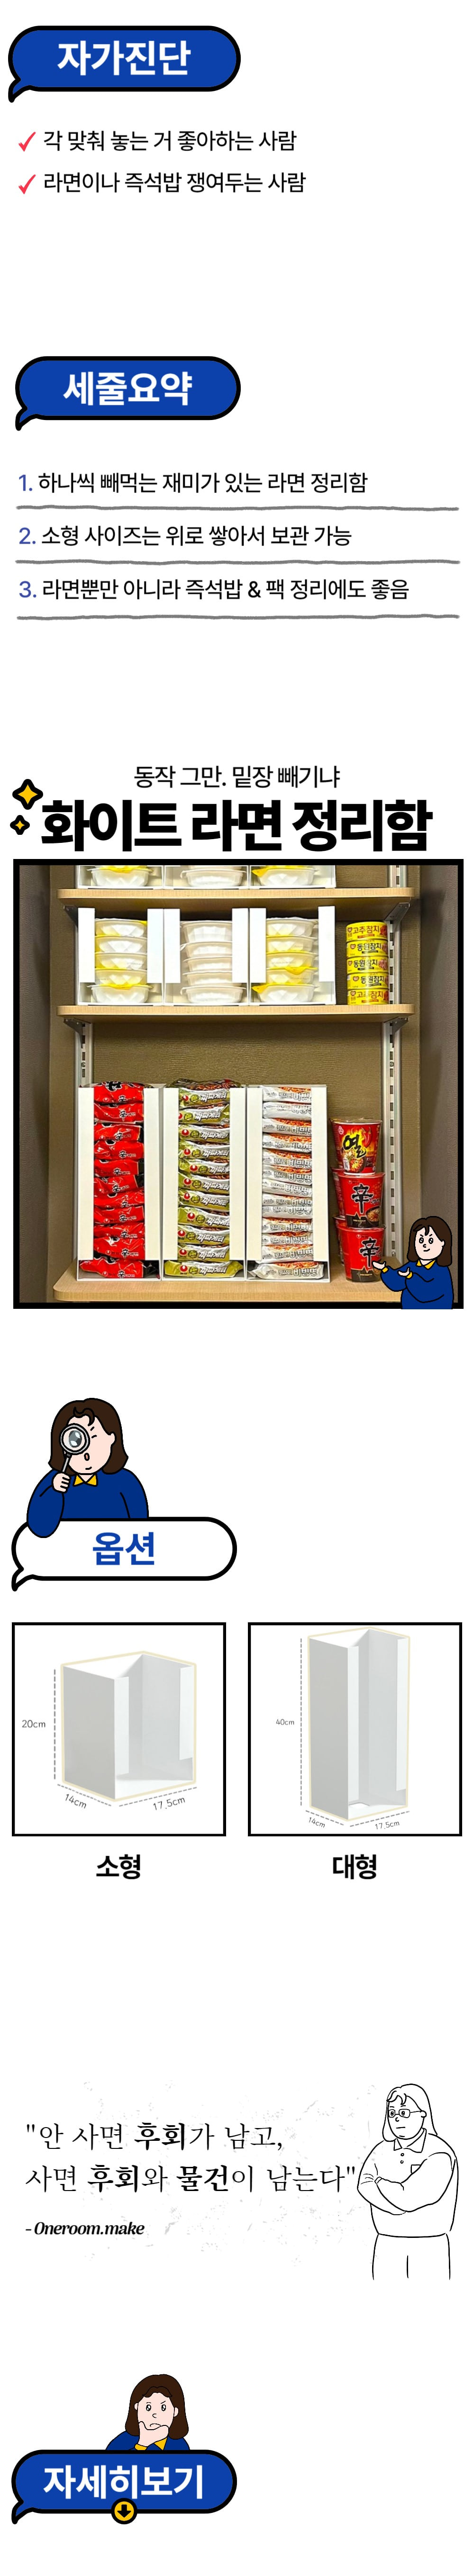 자가진단
각 맞춰 놓는 거 좋아하는 사람
라면이나 즉석밥 쟁여두는 사람
세줄요약
1. 하나씩 빼먹는 재미가 있는 라면 정리함
2. 소형 사이즈는 위로 쌓아서 보관 가능
3. 라면뿐만 아니라 즉석밥 & 팩 정리에도 좋음
동작 그만. 밑장 빼기냐
화이트 라면 정리함
열
辛
辛
옵션
20cm
14cm
17.5cm
40cm
14cm
17.5cm
소형
대형
"안 사면 후회가 남고,
사면 후회와 물건이 남는다"
- Oneroom.make
자세히보기